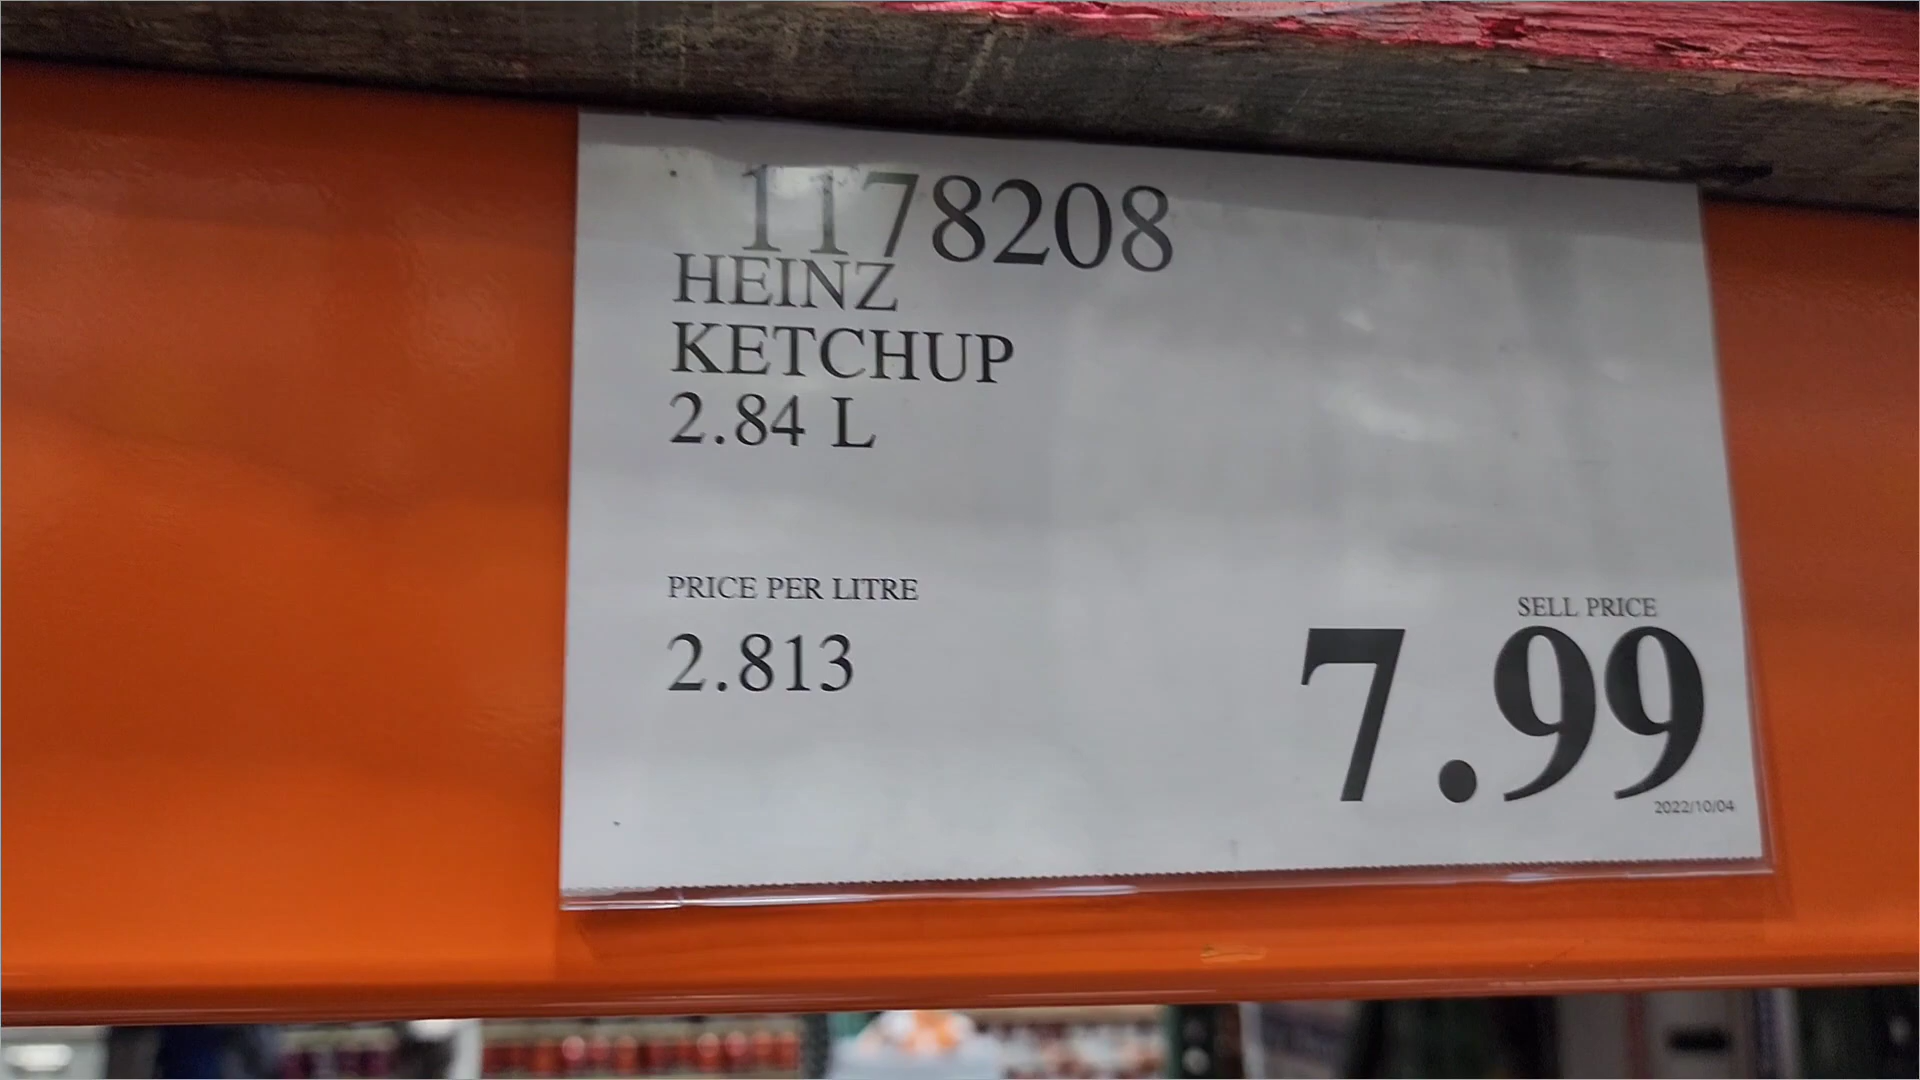 1178208
HEINZ
KETCHUP
2.84 L
PRICE PER LITRE
2.813
SELL PRICE
7.99
2022/10/04